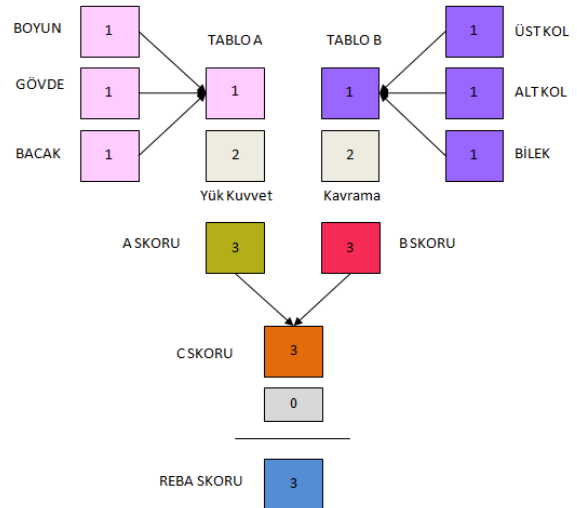 BOYUN 1 TABLO A TABLO B 1 ÜST KOL
GÖVDE 1 1 1 1 ALT KOL
BACAK 1 2 2 1 BİLEK
Yük Kuvvet Kavrama
A SKORU 3 3 B SKORU
C SKORU 3
0
REBA SKORU 3